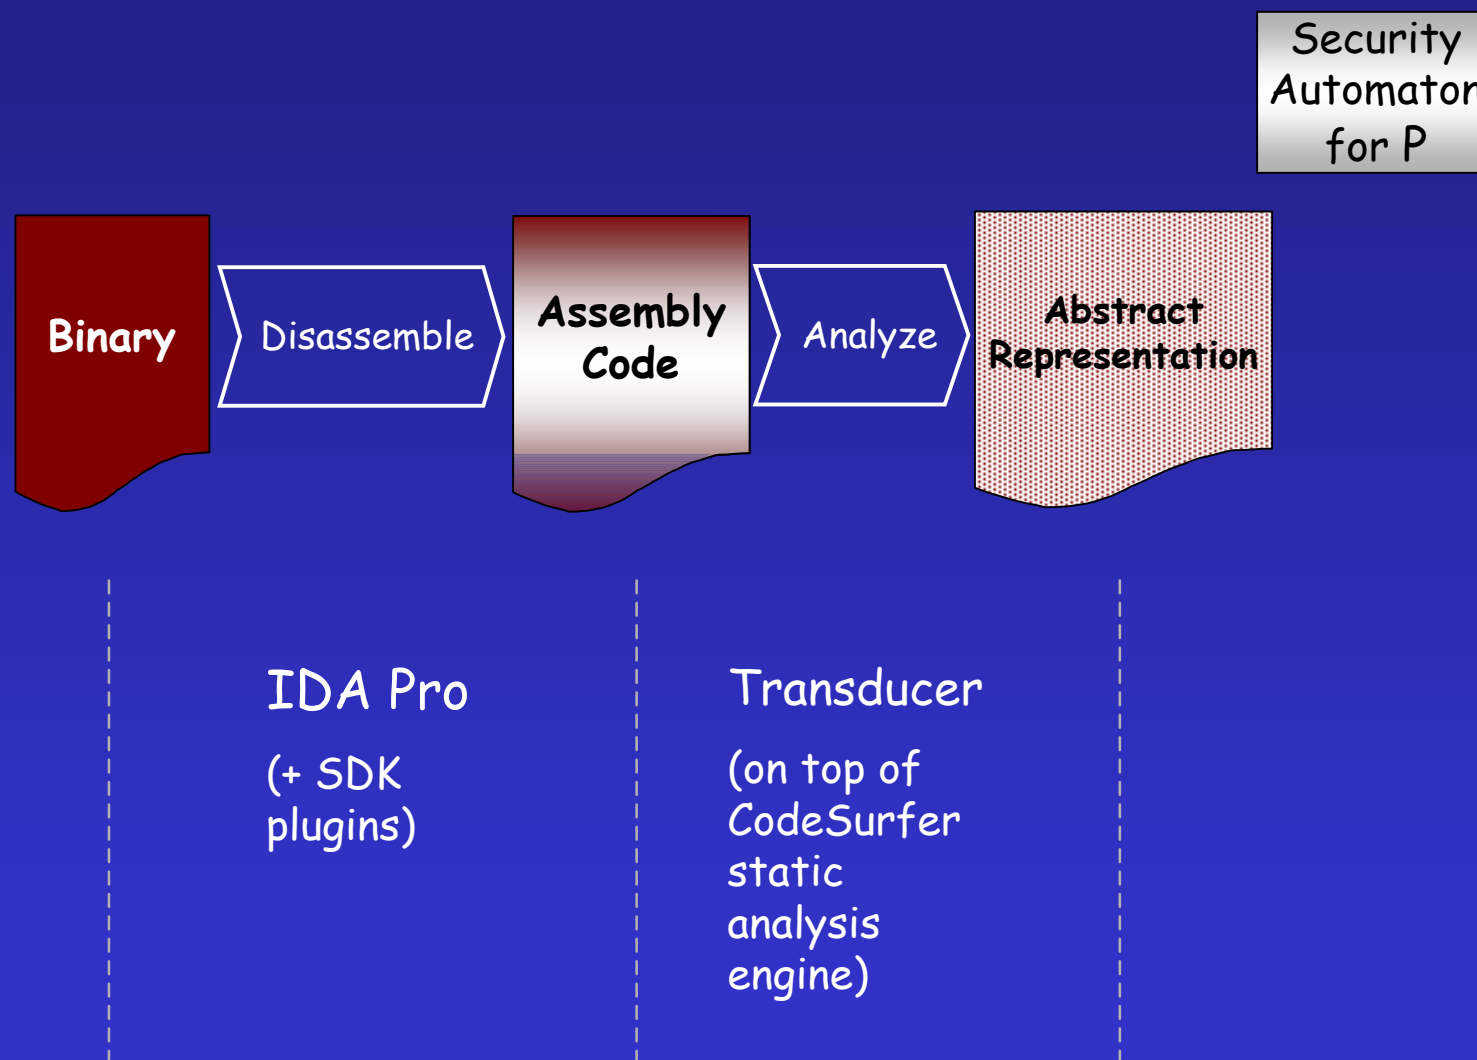 Security
Automaton
for P
Binary
Disassemble
Assembly
Code
Analyze
Abstract
Representation
IDA Pro
(+ SDK
plugins)
Transducer
(on top of
CodeSurfer
static
analysis
engine)